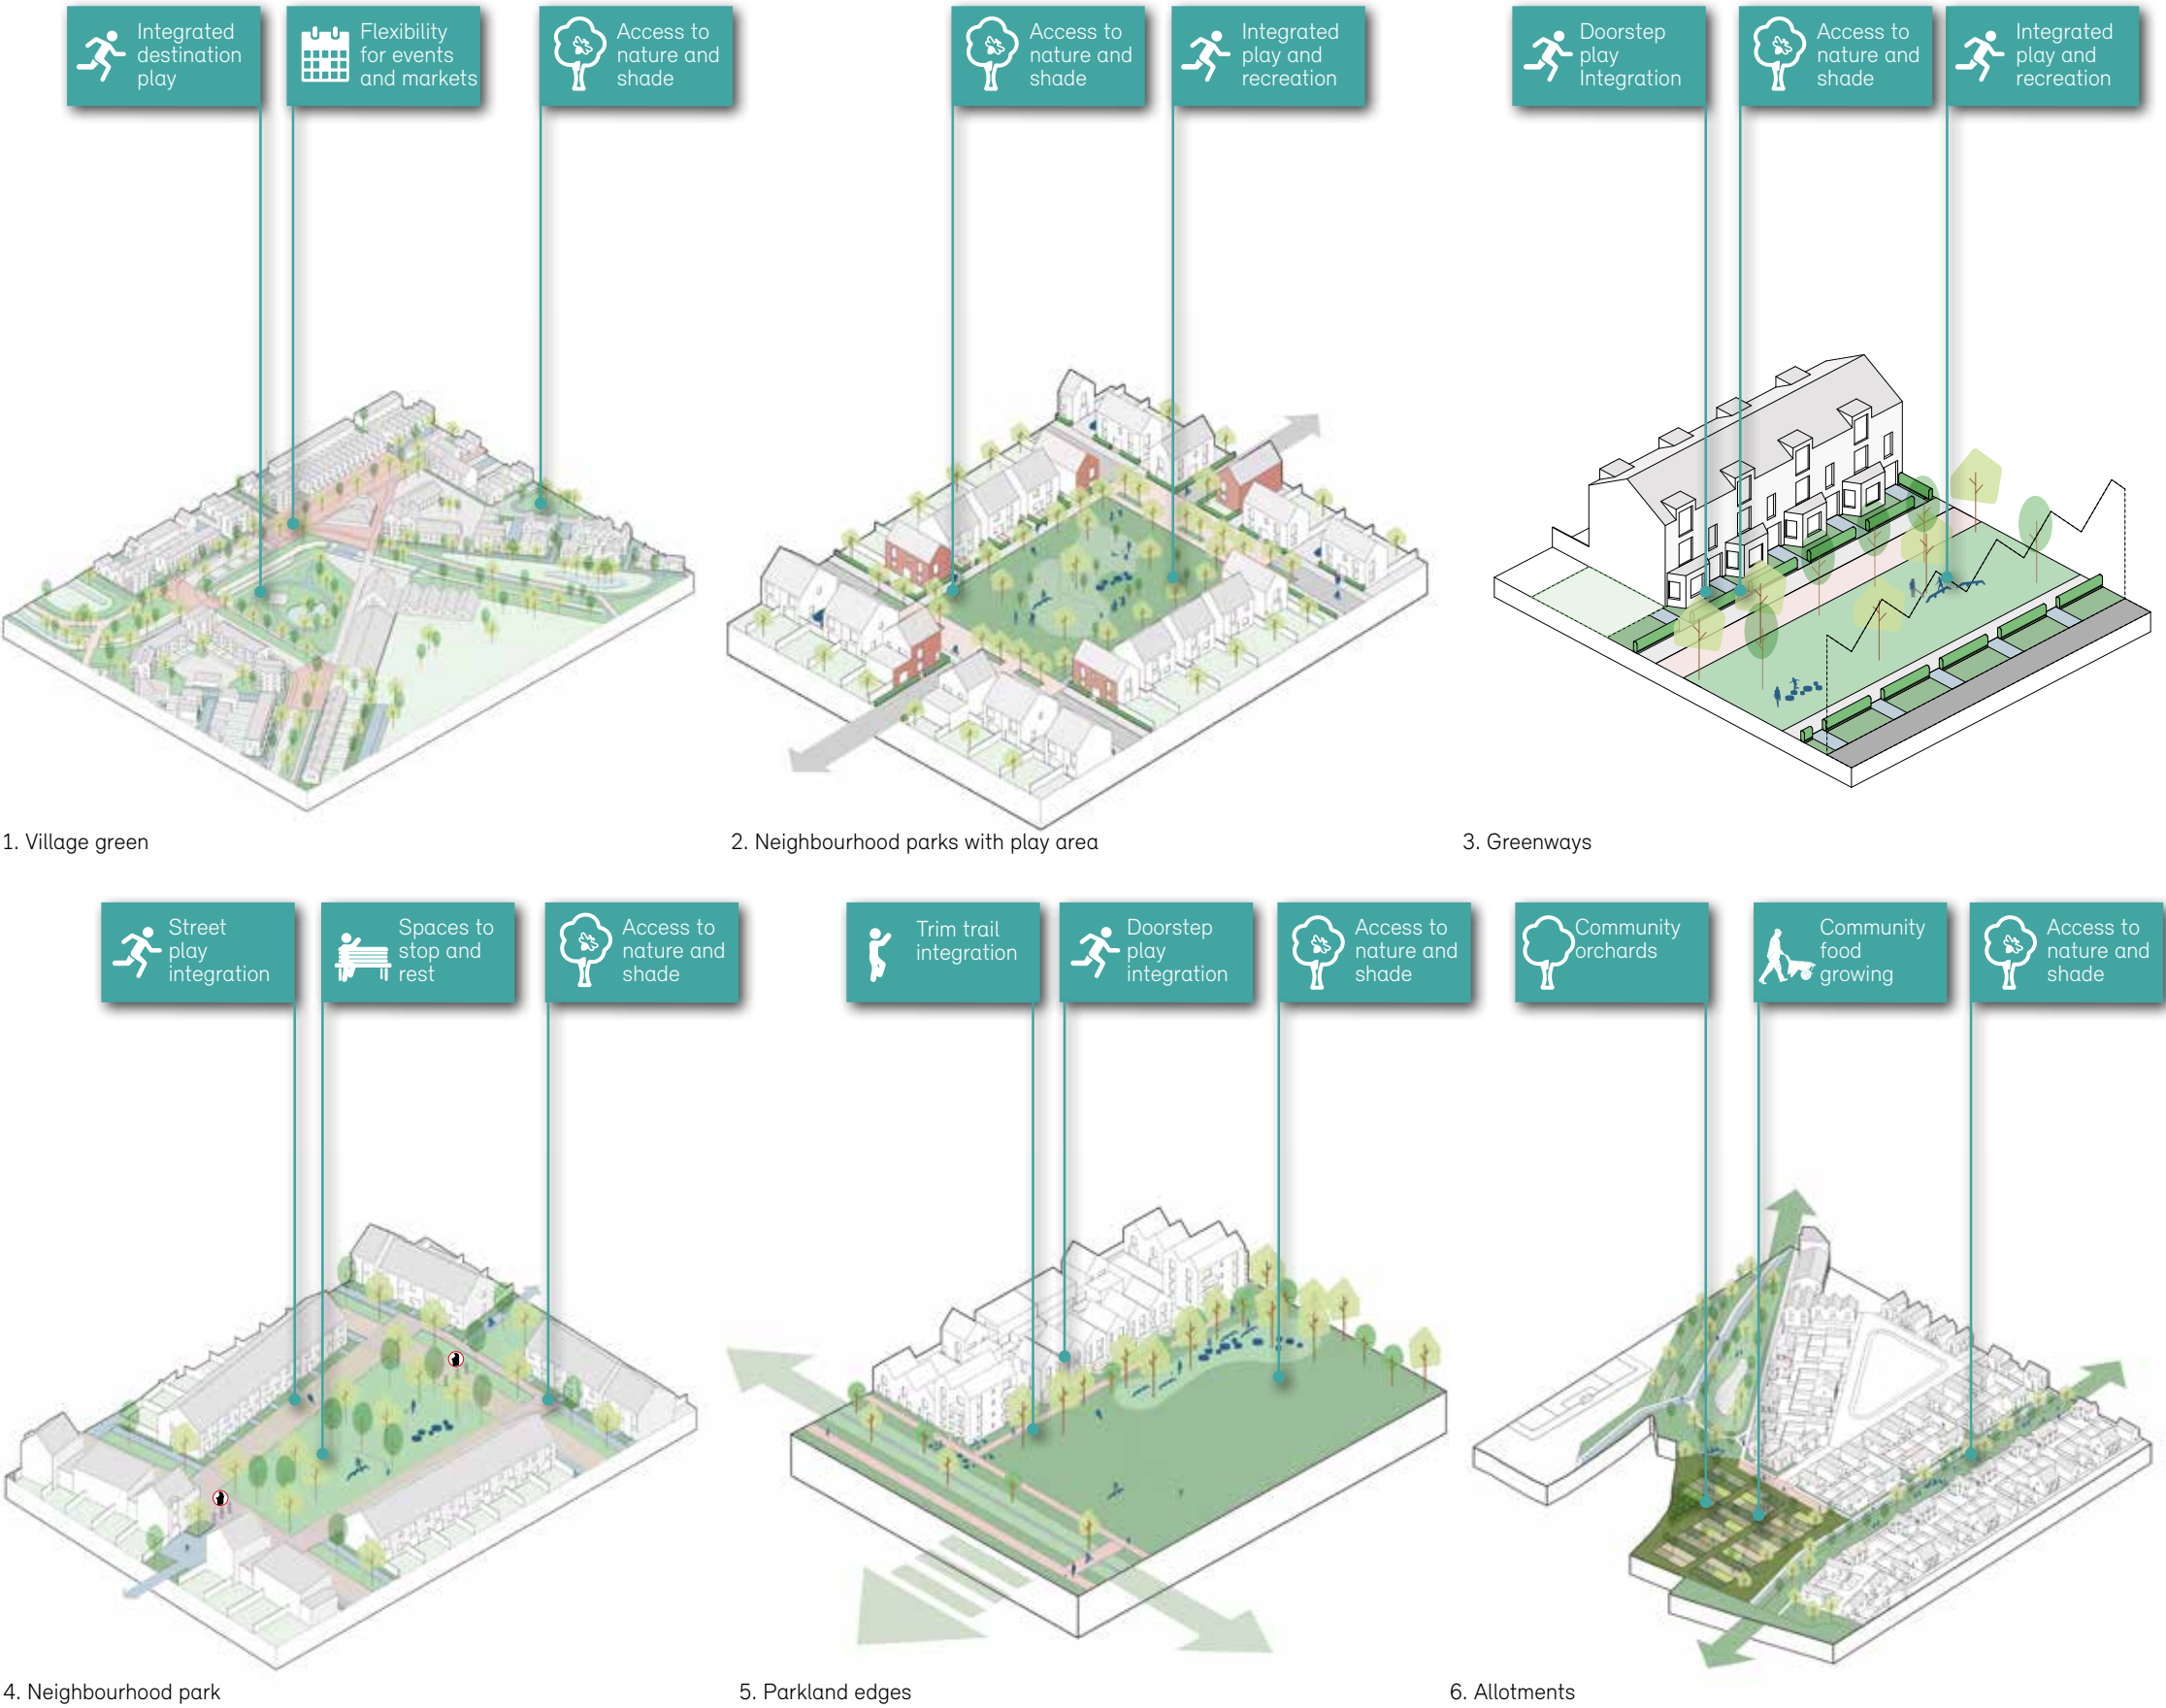 Integrated
destination
play
Flexibility
for events
and markets
Access to
nature and
shade
Access to
nature and
shade
Integrated
play and
recreation
Doorstep
play
Integration
Access to
nature and
shade
Integrated
play and
recreation
1. Village green
2. Neighbourhood parks with play area
3. Greenways
Street
play
integration
Spaces to
stop and
rest
Access to
nature and
shade
Trim trail
integration
Doorstep
play
integration
Access to
nature and
shade
Community
orchards
Community
food
growing
Access to
nature and
shade
4. Neighbourhood park
5. Parkland edges
6. Allotments